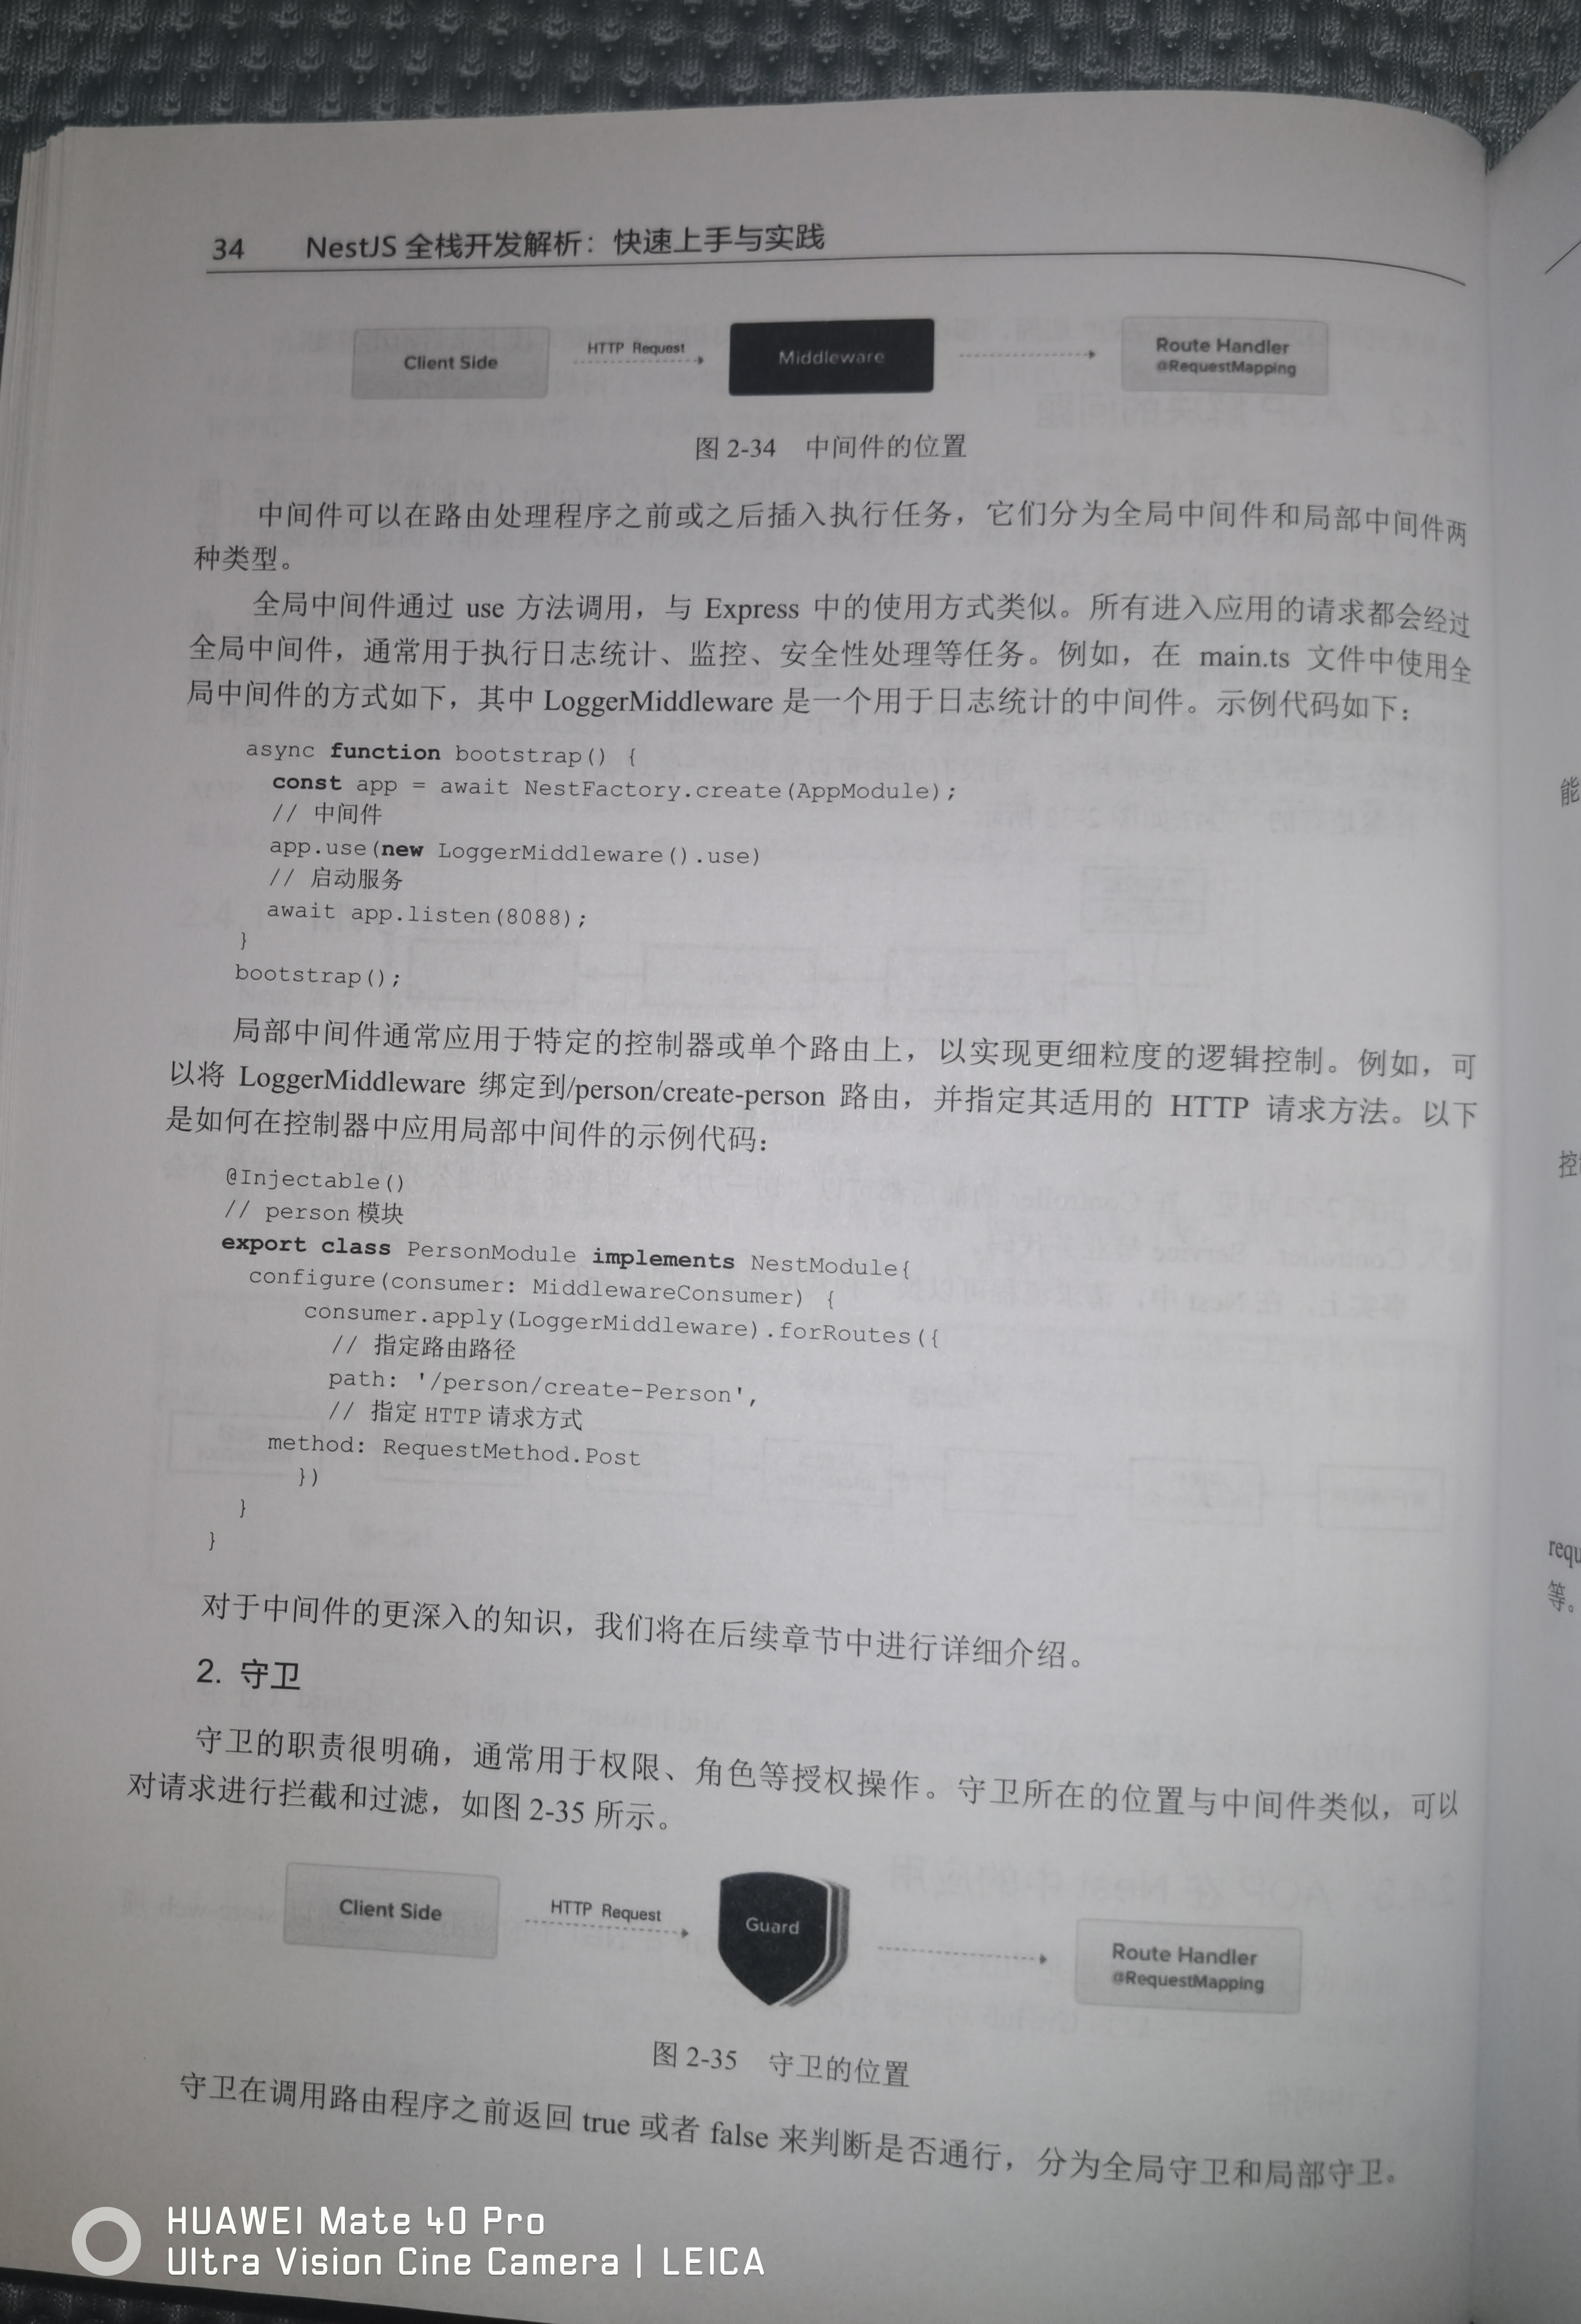 34 NestJS 全栈开发解析：快速上手与实践
Client Side
HTTP Request
Middleware
Route Handler
@RequestMapping
图 2-34 中间件的位置
中间件可以在路由处理程序之前或之后插入执行任务，它们分为全局中间件和局部中间件两
种类型。
全局中间件通过 use 方法调用，与 Express 中的使用方式类似。所有进入应用的请求都会经过
全局中间件，通常用于执行日志统计、监控、安全性处理等任务。例如，在 main.ts 文件中使用全
局中间件的方式如下，其中 LoggerMiddleware 是一个用于日志统计的中间件。示例代码如下：
async function bootstrap() {
const app = await NestFactory.create(AppModule);
// 中间件
app.use(new LoggerMiddleware().use)
// 启动服务
await app.listen(8088);
}
bootstrap();
局部中间件通常应用于特定的控制器或单个路由上，以实现更细粒度的逻辑控制。例如，可
以将 LoggerMiddleware 绑定到/person/create-person 路由，并指定其适用的 HTTP 请求方法。以下
是如何在控制器中应用局部中间件的示例代码：
@Injectable()
// person 模块
export class PersonModule implements NestModule{
configure(consumer: MiddlewareConsumer) {
consumer.apply(LoggerMiddleware).forRoutes({
// 指定路由路径
path: '/person/create-Person',
// 指定 HTTP 请求方式
method: RequestMethod.Post
})
}
}
对于中间件的更深入的知识，我们将在后续章节中进行详细介绍。
2. 守卫
守卫的职责很明确，通常用于权限、角色等授权操作。守卫所在的位置与中间件类似，可以
对请求进行拦截和过滤，如图 2-35 所示。
Client Side
HTTP Request
Guard
Route Handler
@RequestMapping
图 2-35 守卫的位置
守卫在调用路由程序之前返回 true 或者 false 来判断是否通行，分为全局守卫和局部守卫。
能
requ
等。
HUAWEI Mate 40 Pro
Ultra Vision Cine Camera | LEICA